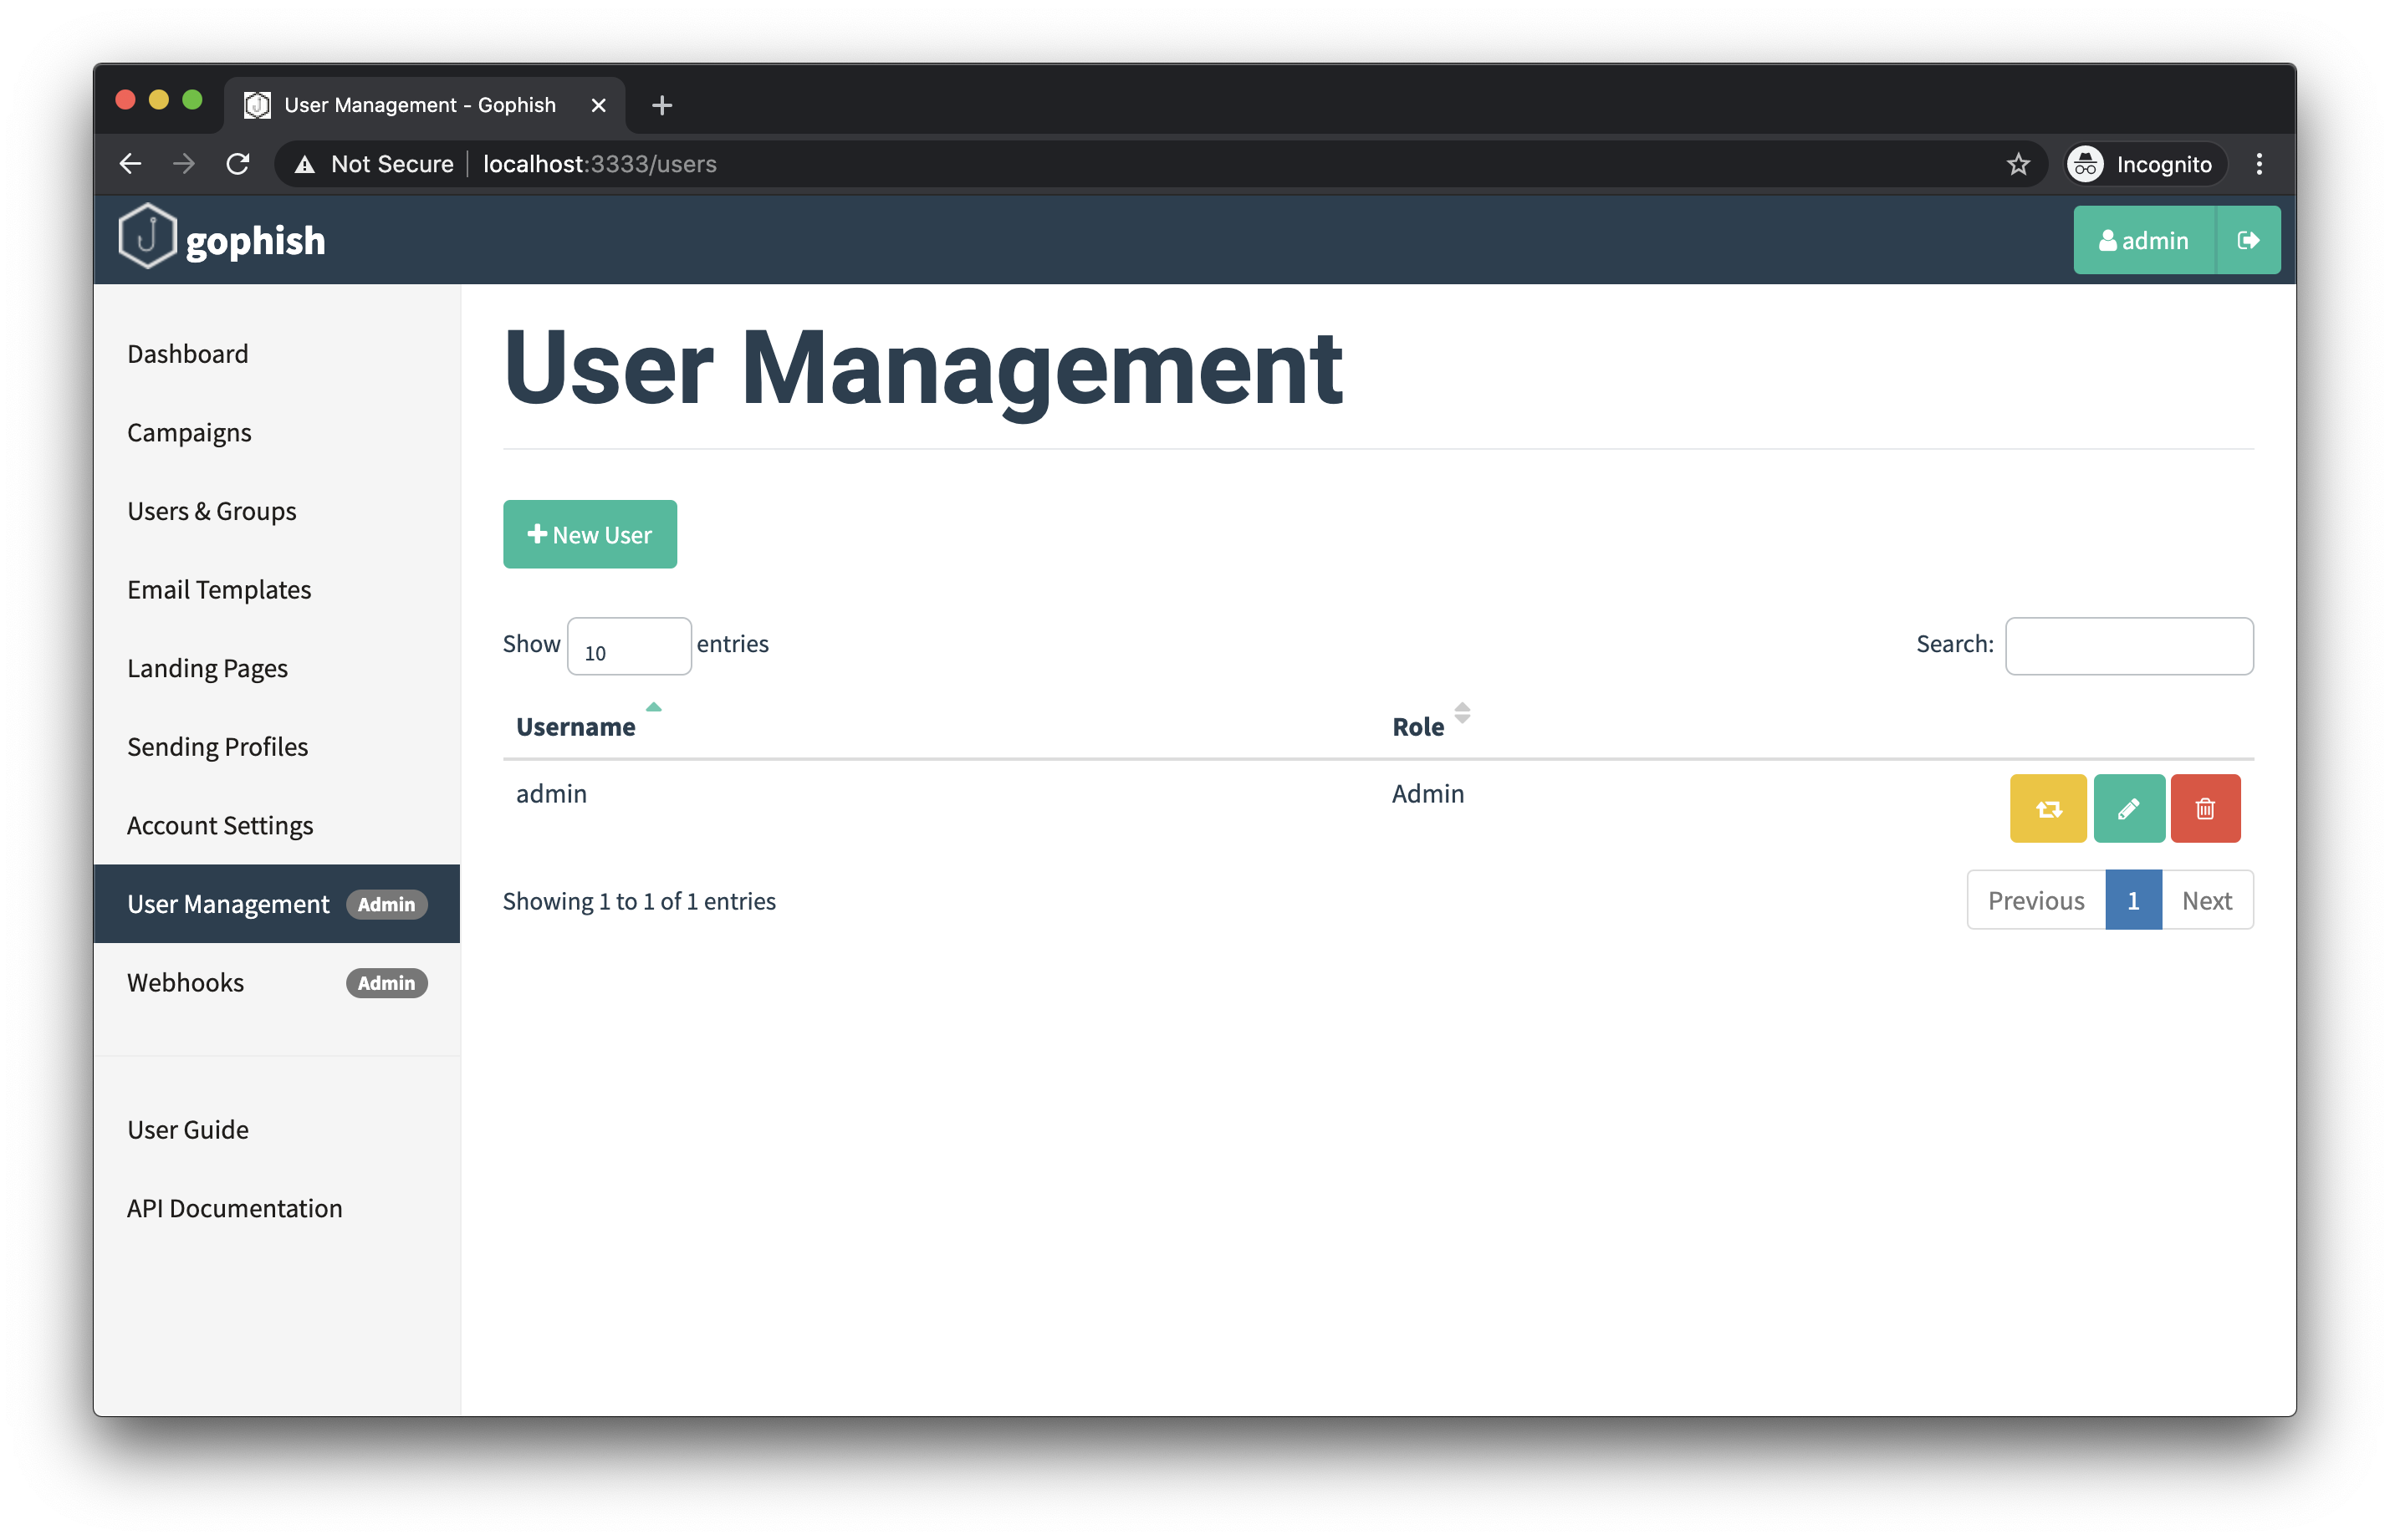 User Management - Gophish
Not Secure localhost:3333/users
Incognito
gophish
admin
Dashboard
Campaigns
Users & Groups
Email Templates
Landing Pages
Sending Profiles
Account Settings
User Management Admin
Webhooks Admin
User Guide
API Documentation
User Management
New User
Show 10 entries
Search:
Username Role
admin Admin
Showing 1 to 1 of 1 entries
Previous 1 Next